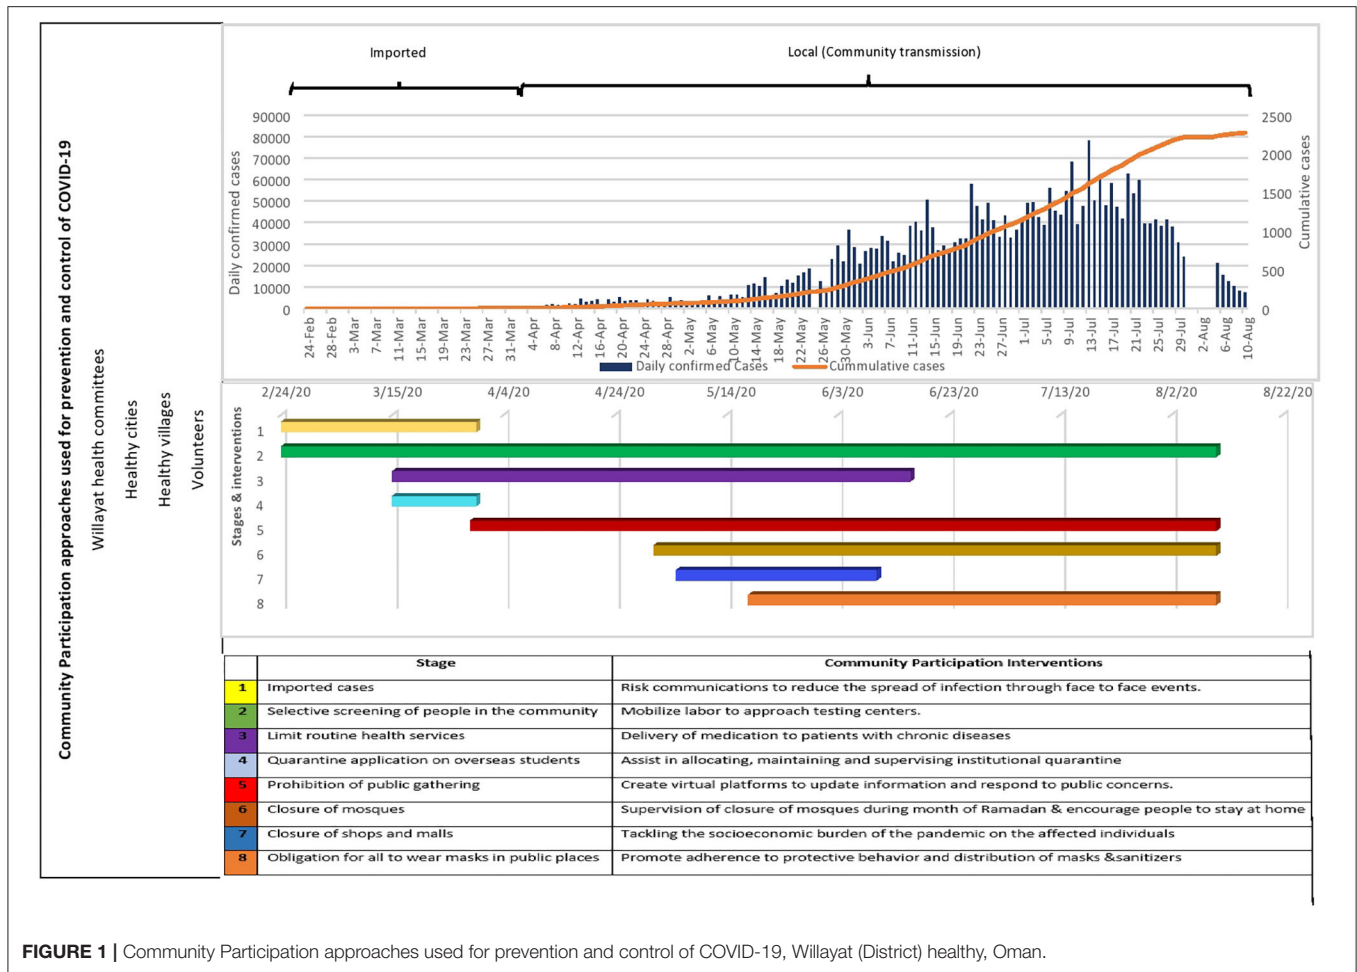 Community Participation approaches used for prevention and control of COVID-19
Willayat health committees
Healthy cities
Healthy villages
Volunteers
Imported
Local (Community transmission)
Daily confirmed cases
90000
80000
70000
60000
50000
40000
30000
20000
10000
0
2500
2000
1500
1000
500
0
Cumulative cases
24-Feb
28-Feb
3-Mar
7-Mar
11-Mar
15-Mar
19-Mar
23-Mar
27-Mar
31-Mar
4-Apr
8-Apr
12-Apr
16-Apr
20-Apr
24-Apr
28-Apr
2-May
6-May
10-May
14-May
18-May
22-May
26-May
30-May
3-Jun
7-Jun
11-Jun
15-Jun
19-Jun
23-Jun
27-Jun
1-Jul
5-Jul
9-Jul
13-Jul
17-Jul
21-Jul
25-Jul
29-Jul
2-Aug
6-Aug
10-Aug
Daily confirmed Cases
Cummulative cases
2/24/20 3/15/20 4/4/20 4/24/20 5/14/20 6/3/20 6/23/20 7/13/20 8/2/20 8/22/20
Stages & interventions
1
2
3
4
5
6
7
8
Stage Community Participation Interventions
1 Imported cases Risk communications to reduce the spread of infection through face to face events.
2 Selective screening of people in the community Mobilize labor to approach testing centers.
3 Limit routine health services Delivery of medication to patients with chronic diseases
4 Quarantine application on overseas students Assist in allocating, maintaining and supervising institutional quarantine
5 Prohibition of public gathering Create virtual platforms to update information and respond to public concerns.
6 Closure of mosques Supervision of closure of mosques during month of Ramadan & encourage people to stay at home
7 Closure of shops and malls Tackling the socioeconomic burden of the pandemic on the affected individuals
8 Obligation for all to wear masks in public places Promote adherence to protective behavior and distribution of masks &sanitizers
FIGURE 1 | Community Participation approaches used for prevention and control of COVID-19, Willayat (District) healthy, Oman.